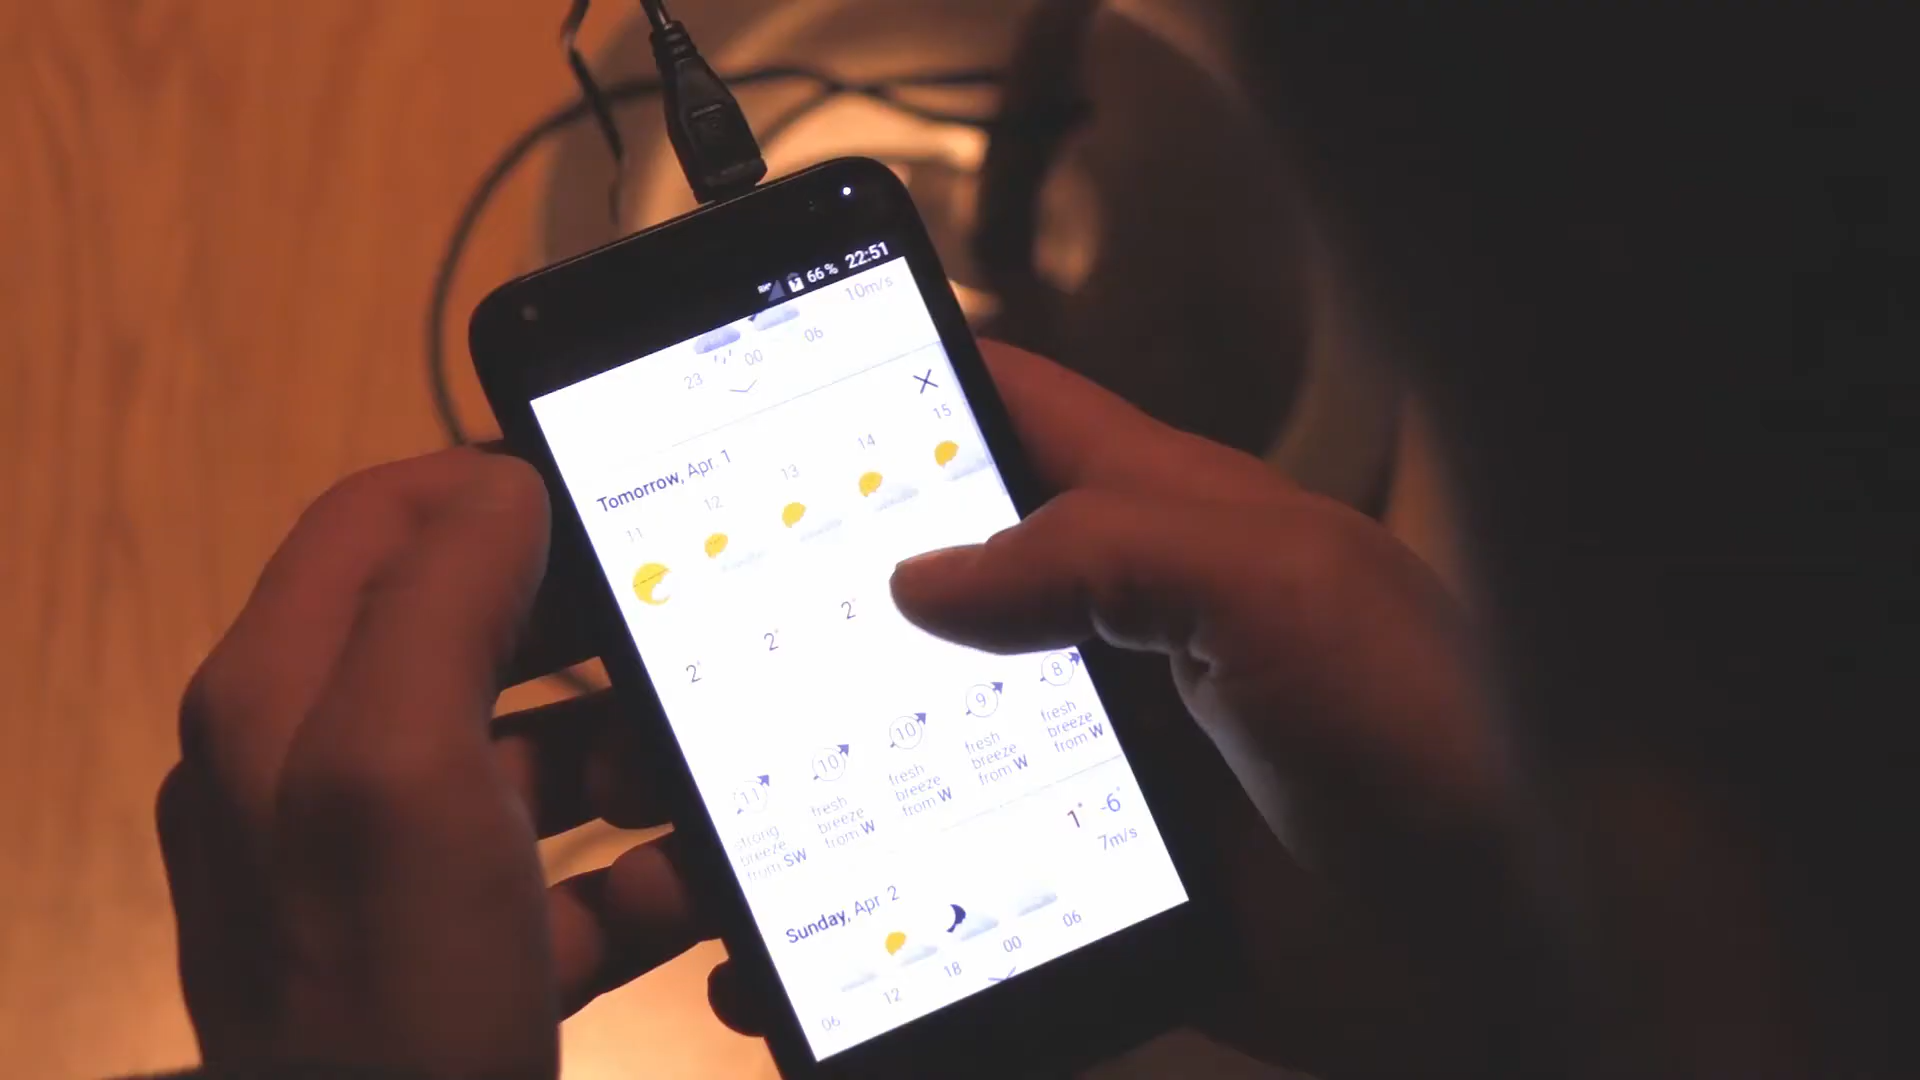 66% 22:51
10m/s
23 00 06
Tomorrow, Apr. 1
11 12 13 14 15
2° 2° 2°
11 10 10 9 8
strong breeze from SW
fresh breeze from W
fresh breeze from W
fresh breeze from W
fresh breeze from W
1° -6°
7m/s
Sunday, Apr 2
06 12 18 00 06